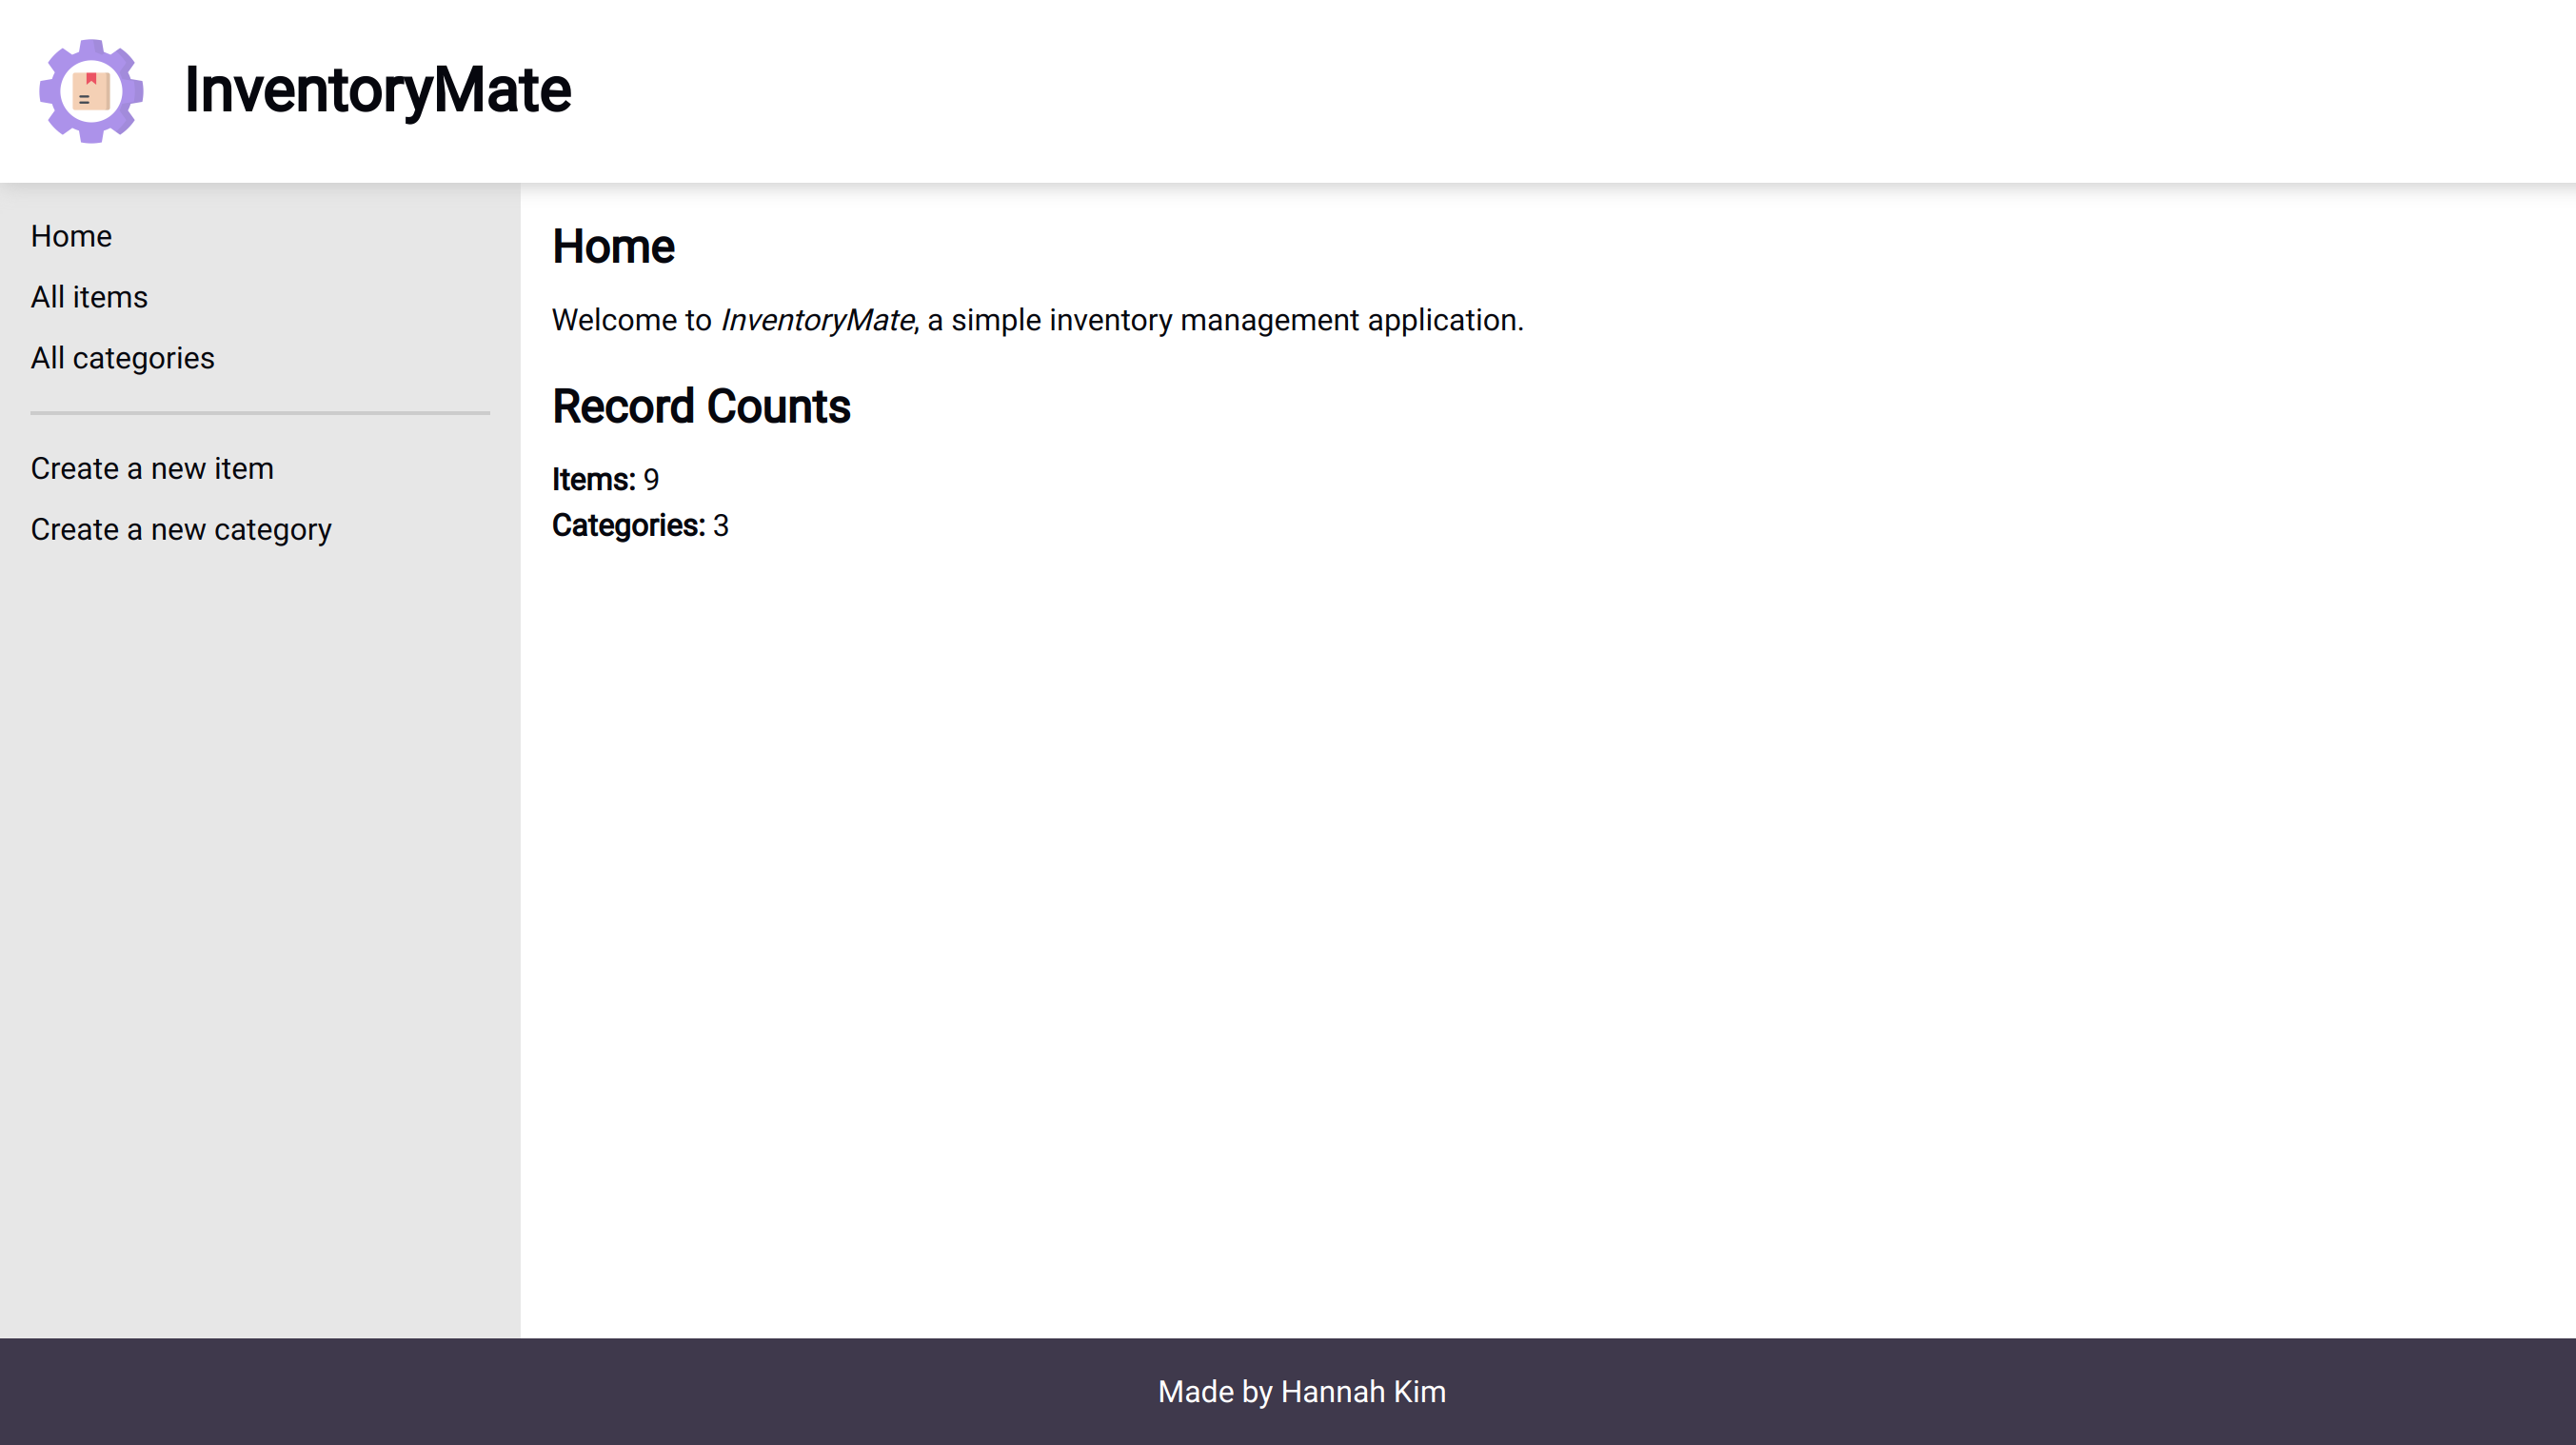 InventoryMate
Home
All items
All categories
Create a new item
Create a new category
Home
Welcome to InventoryMate, a simple inventory management application.
Record Counts
Items: 9
Categories: 3
Made by Hannah Kim